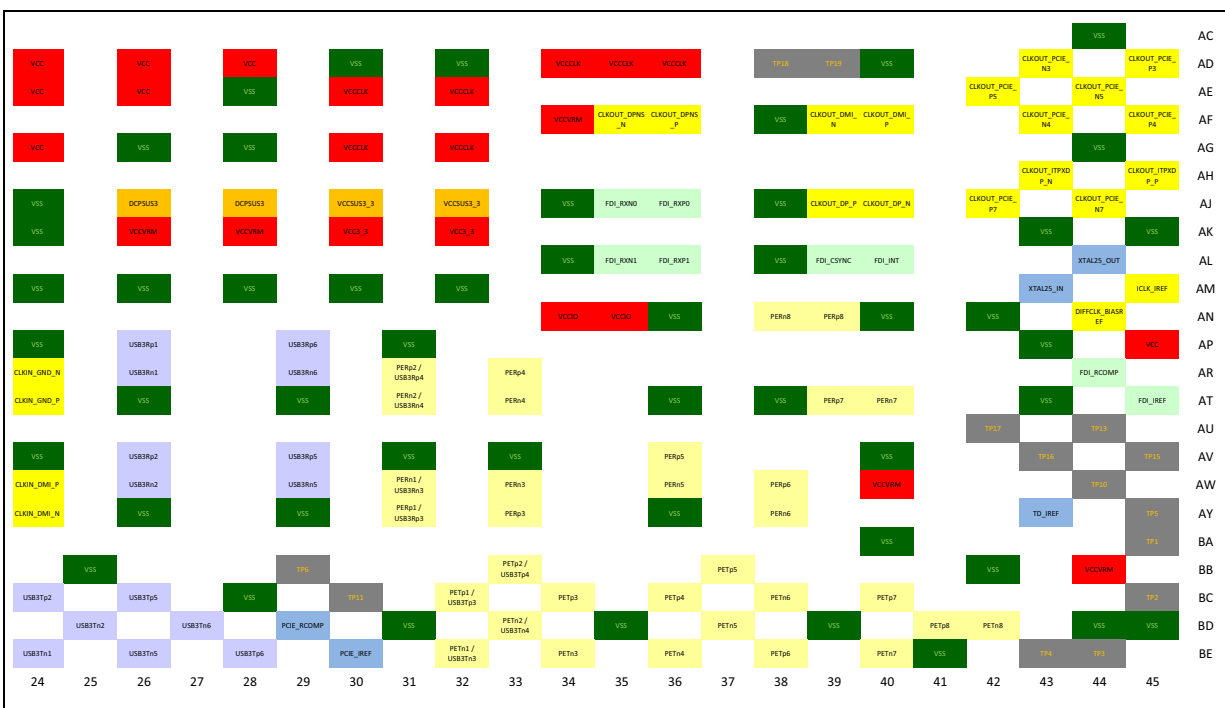 VSS AC
VCC VCC VCC VSS VSS VCCCLK VCCCLK VCCCLK TP18 TP19 VSS CLKOUT_PCIE_N3 CLKOUT_PCIE_P3 AD
VCC VCC VSS VCCCLK VCCCLK CLKOUT_PCIE_P5 CLKOUT_PCIE_N5 AE
VCCVRM CLKOUT_DPNS_N CLKOUT_DPNS_P VSS CLKOUT_DMI_N CLKOUT_DMI_P CLKOUT_PCIE_N4 CLKOUT_PCIE_P4 AF
VCC VSS VSS VCCCLK VCCCLK VSS AG
CLKOUT_ITPXDP_N CLKOUT_ITPXDP_P AH
VSS DCPSUS3 DCPSUS3 VCCSUS3_3 VCCSUS3_3 VSS FDI_RXN0 FDI_RXP0 VSS CLKOUT_DP_P CLKOUT_DP_N CLKOUT_PCIE_P7 CLKOUT_PCIE_N7 AJ
VSS VCCVRM VCCVRM VCC3_3 VCC3_3 VSS VSS AK
VSS FDI_RXN1 FDI_RXP1 VSS FDI_CSYNC FDI_INT XTAL25_OUT AL
VSS VSS VSS VSS VSS XTAL25_IN ICLK_IREF AM
VCCIO VCCIO VSS PERn8 PERp8 VSS VSS DIFFCLK_BIASREF AN
VSS USB3Rp1 USB3Rp6 VSS VSS VCC AP
CLKIN_GND_N USB3Rn1 USB3Rn6 PERp2 / USB3Rp4 PERp4 FDI_RCOMP AR
CLKIN_GND_P VSS VSS PERn2 / USB3Rn4 PERn4 VSS VSS PERp7 PERn7 VSS FDI_IREF AT
TP17 TP13 AU
VSS USB3Rp2 USB3Rp5 VSS VSS PERp5 VSS TP16 TP15 AV
CLKIN_DMI_P USB3Rn2 USB3Rn5 PERn1 / USB3Rn3 PERn3 PERn5 PERp6 VCCVRM TP10 AW
CLKIN_DMI_N VSS VSS PERp1 / USB3Rp3 PERp3 VSS PERn6 TD_IREF TP5 AY
VSS TP1 BA
VSS TP6 PETp2 / USB3Tp4 PETp5 VSS VCCVRM BB
USB3Tp2 USB3Tp5 VSS TP11 PETp1 / USB3Tp3 PETp3 PETp4 PETn6 PETp7 TP2 BC
USB3Tn2 USB3Tn6 PCIE_RCOMP VSS PETn2 / USB3Tn4 VSS PETn5 VSS PETp8 PETn8 VSS VSS BD
USB3Tn1 USB3Tn5 USB3Tp6 PCIE_IREF PETn1 / USB3Tn3 PETn3 PETn4 PETp6 PETn7 VSS TP4 TP3 BE
24 25 26 27 28 29 30 31 32 33 34 35 36 37 38 39 40 41 42 43 44 45